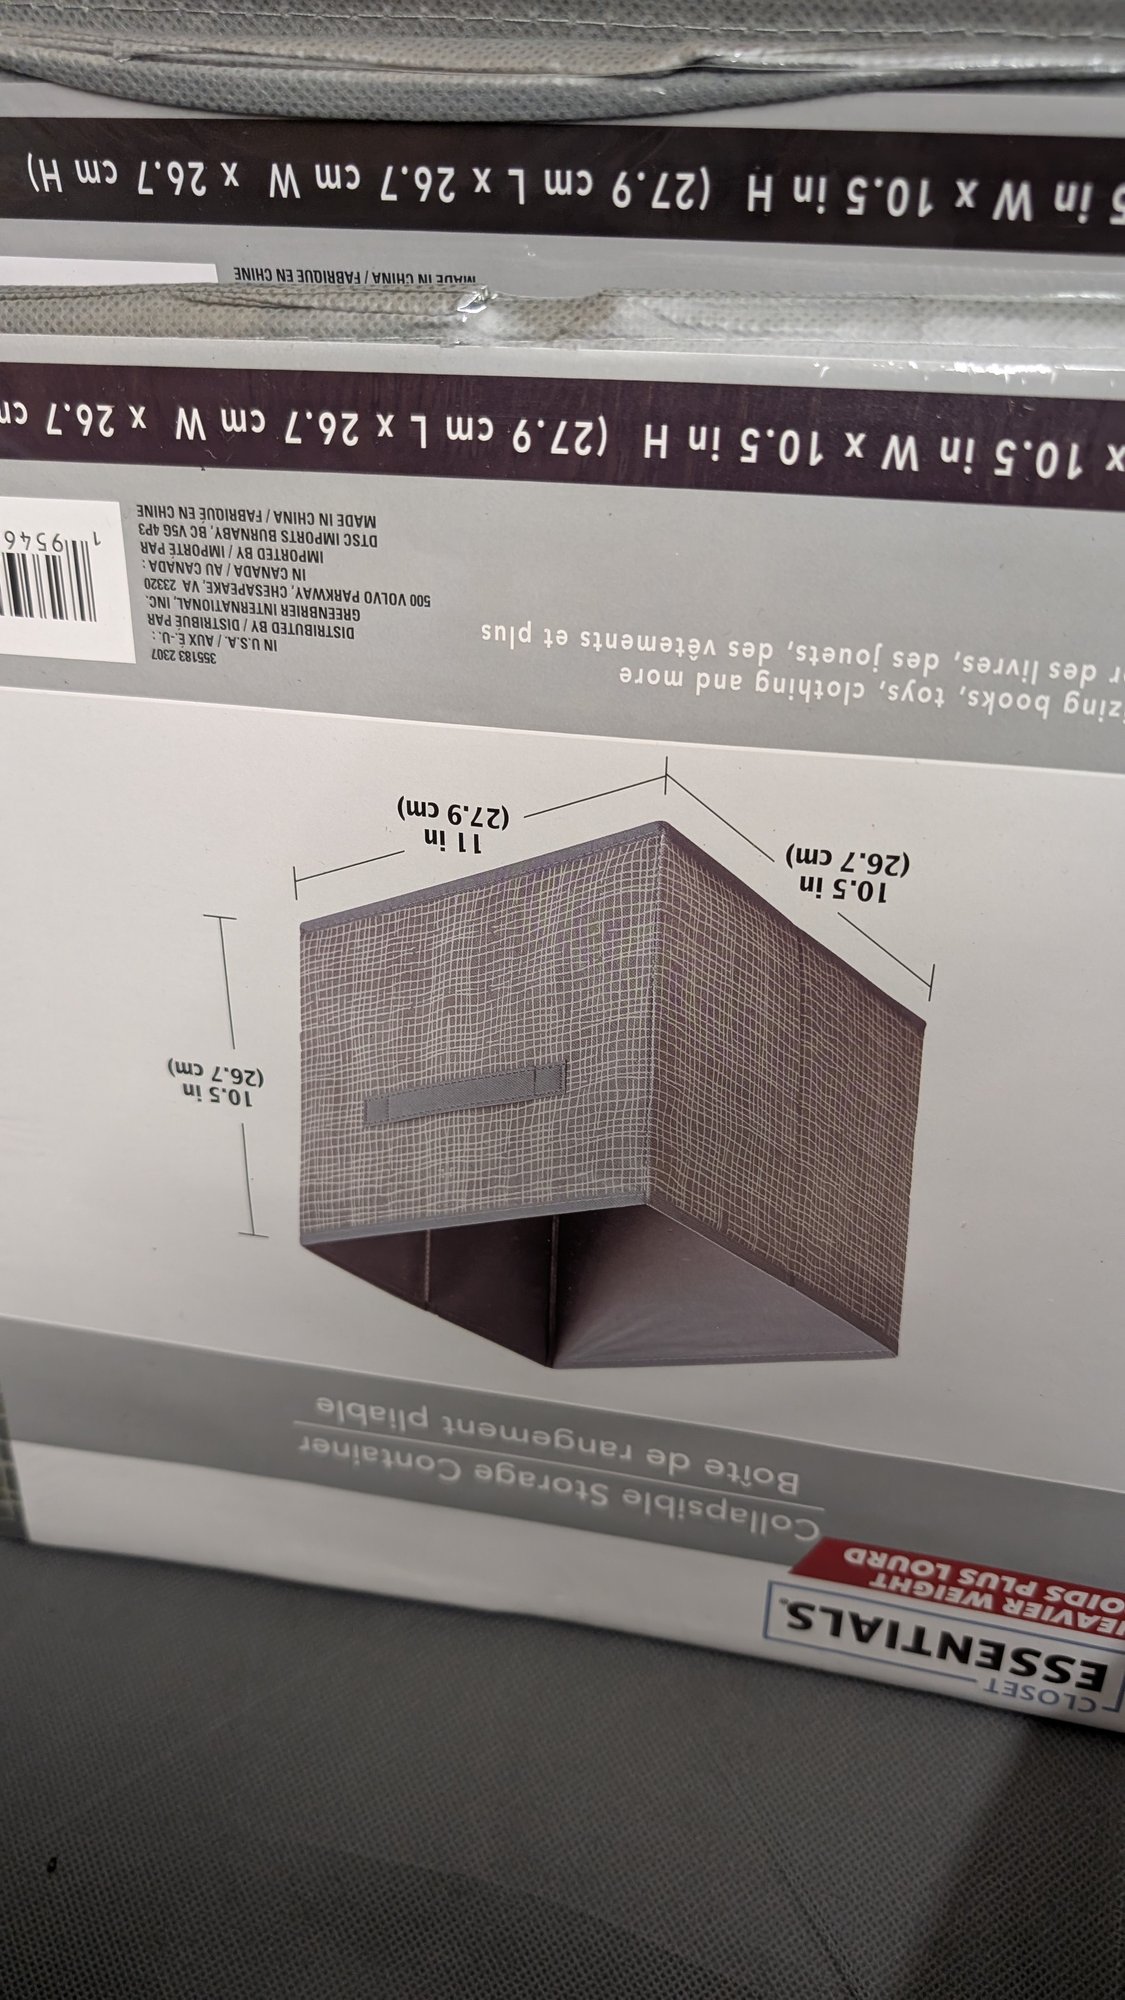 CLOSET
ESSENTIALS®
HEAVIER WEIGHT
POIDS PLUS LOURD
Collapsible Storage Container
Boîte de rangement pliable
10.5 in
(26.7 cm)
10.5 in
(26.7 cm)
11 in
(27.9 cm)
books, toys, clothing and more
des livres, des jouets, des vêtements et plus
355183 2307
IN U.S.A. / AUX É.-U.:
DISTRIBUTED BY / DISTRIBUÉ PAR
GREENBRIER INTERNATIONAL, INC.
500 VOLVO PARKWAY, CHESAPEAKE, VA 23320
IN CANADA / AU CANADA:
IMPORTED BY / IMPORTÉ PAR
DTSC IMPORTS BURNABY, BC V5G 4P3
MADE IN CHINA / FABRIQUÉ EN CHINE
1 9546
x 10.5 in W x 10.5 in H (27.9 cm L x 26.7 cm W x 26.7 cm
MADE IN CHINA / FABRIQUE EN CHINE
5 in W x 10.5 in H (27.9 cm L x 26.7 cm W x 26.7 cm H)